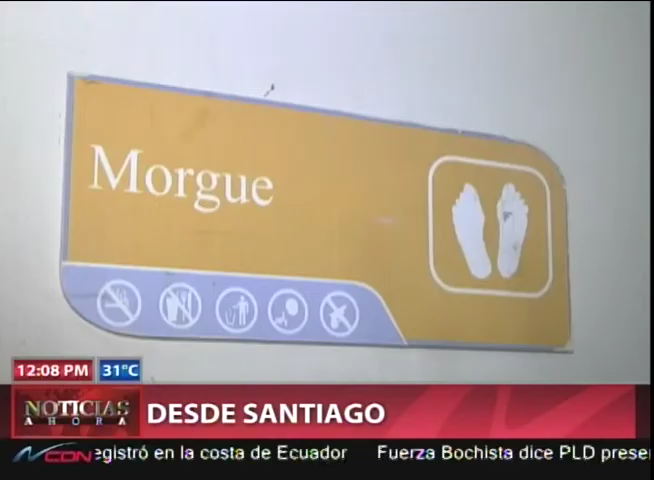 Morgue
12:08 PM 31°C
NOTICIAS
AHORA
DESDE SANTIAGO
CDN egistró en la costa de Ecuador Fuerza Bochista dice PLD prese